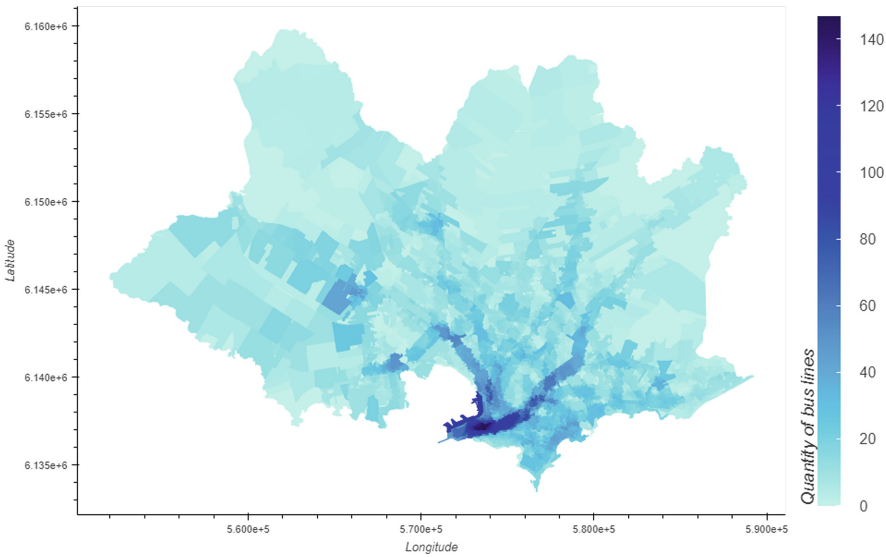 6.160e+6
6.155e+6
6.150e+6
6.145e+6
6.140e+6
6.135e+6
Latitude
5.600e+5
5.700e+5
5.800e+5
5.900e+5
Longitude
140
120
100
80
60
40
20
0
Quantity of bus lines